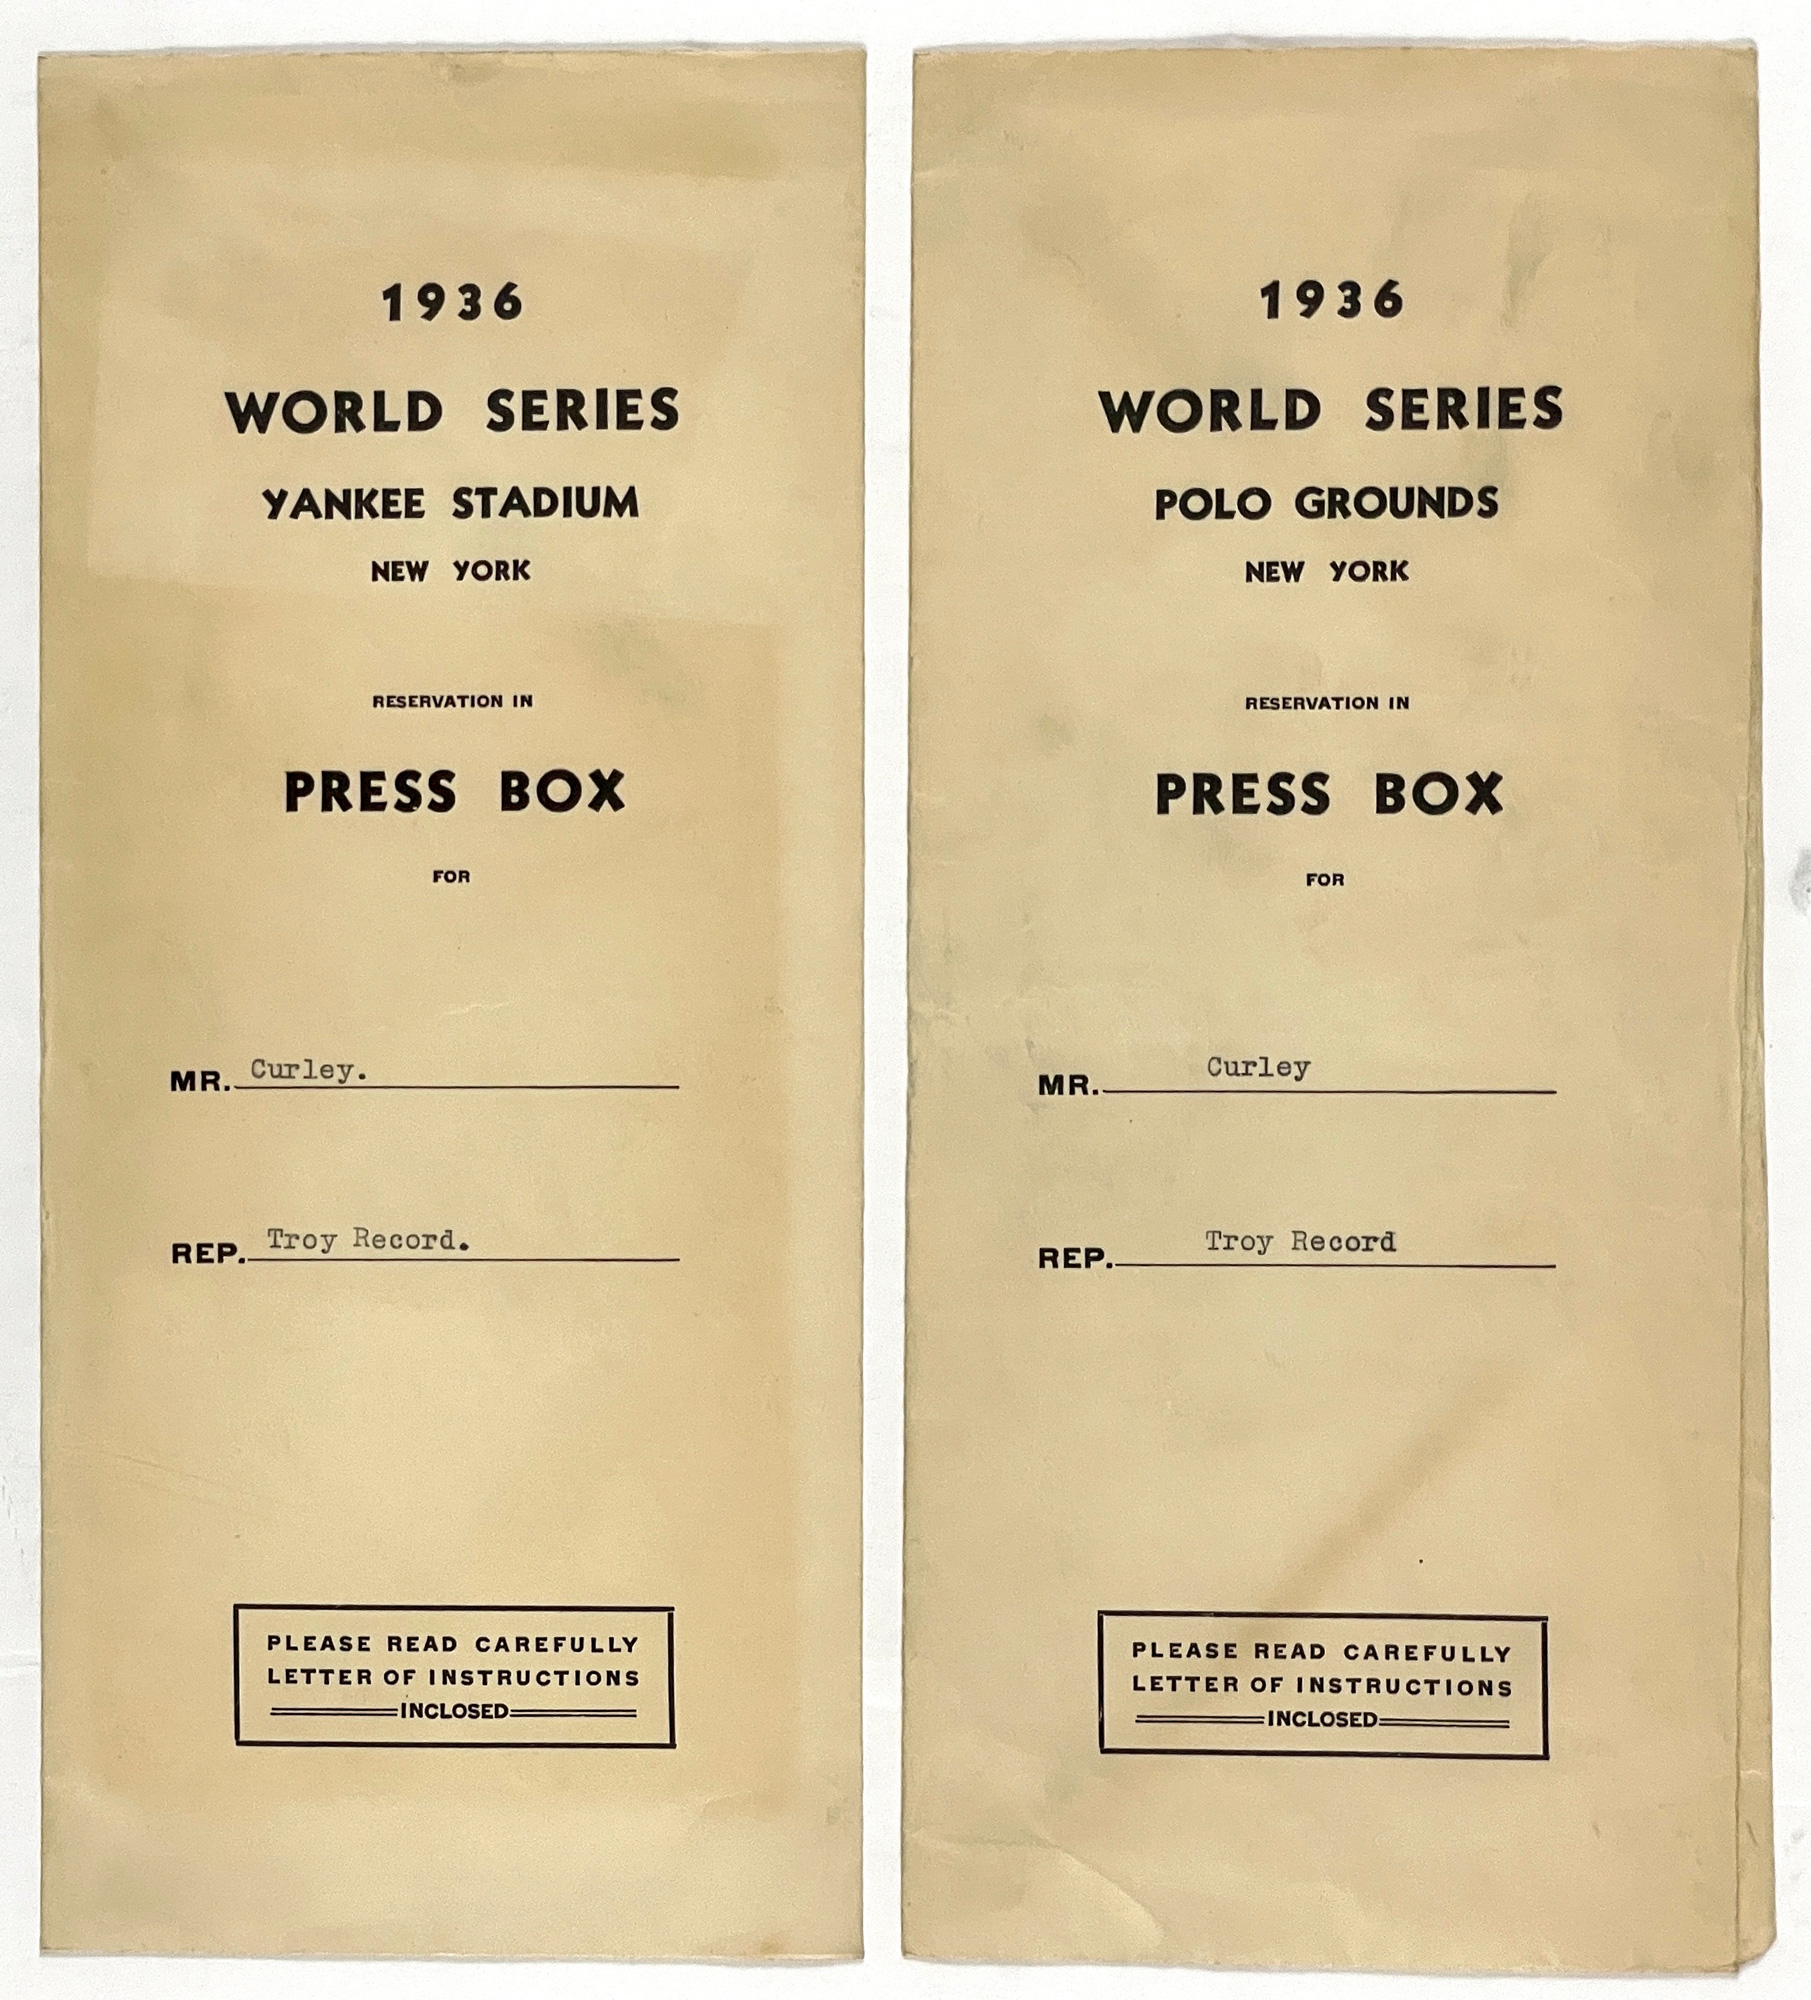 1936
WORLD SERIES
YANKEE STADIUM
NEW YORK
RESERVATION IN
PRESS BOX
FOR
MR. Curley.
REP. Troy Record.
PLEASE READ CAREFULLY
LETTER OF INSTRUCTIONS
INCLOSED
1936
WORLD SERIES
POLO GROUNDS
NEW YORK
RESERVATION IN
PRESS BOX
FOR
MR. Curley
REP. Troy Record
PLEASE READ CAREFULLY
LETTER OF INSTRUCTIONS
INCLOSED